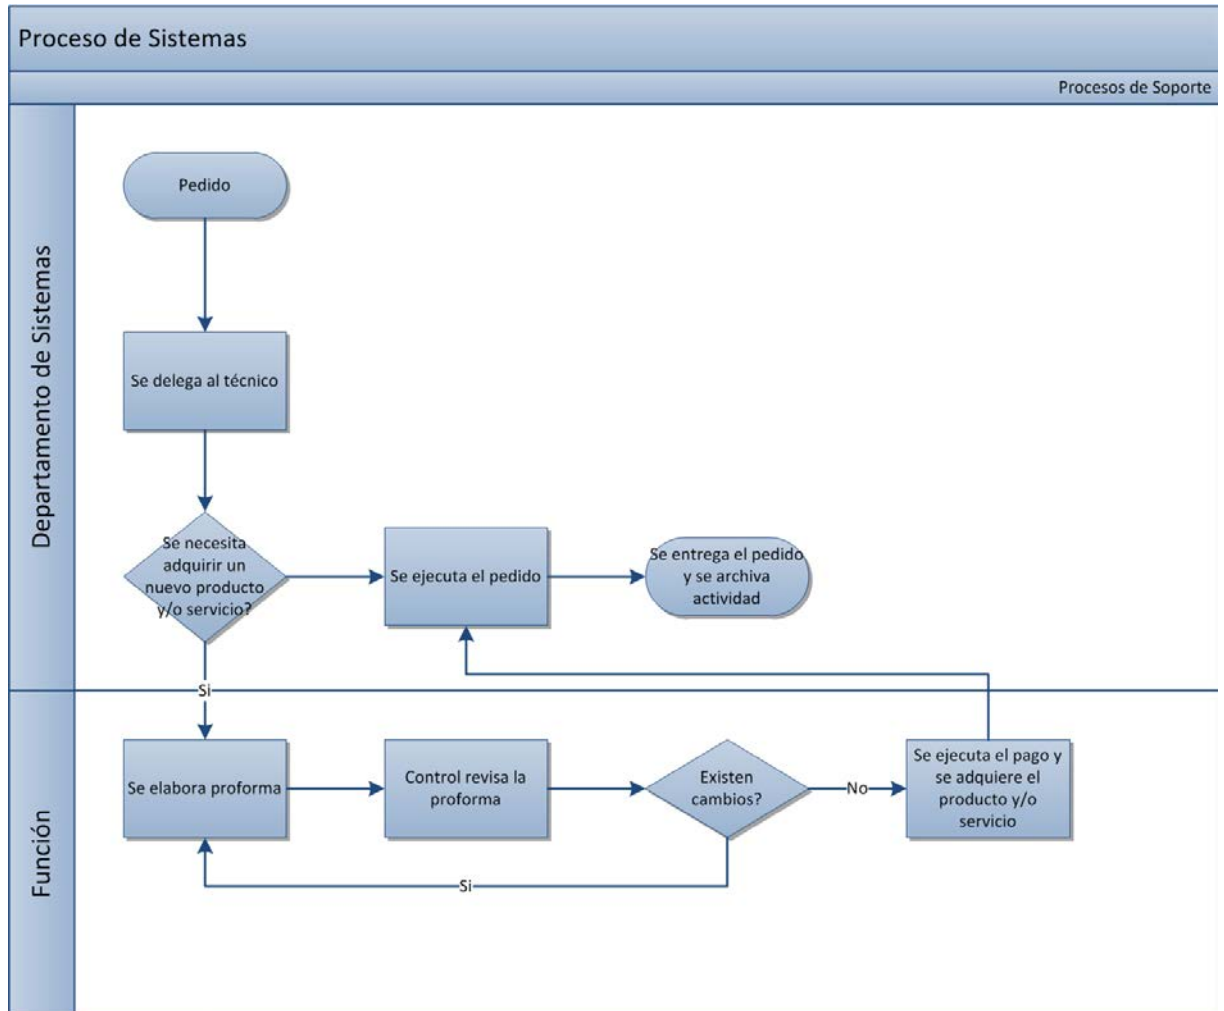 Proceso de Sistemas
Procesos de Soporte
Departamento de Sistemas
Pedido
Se delega al técnico
Se necesita
adquirir un
nuevo producto
y/o servicio?
Se ejecuta el pedido
Se entrega el pedido
y se archiva
actividad
Si
Función
Se elabora proforma
Control revisa la
proforma
Existen
cambios?
No
Se ejecuta el pago y
se adquiere el
producto y/o
servicio
Si